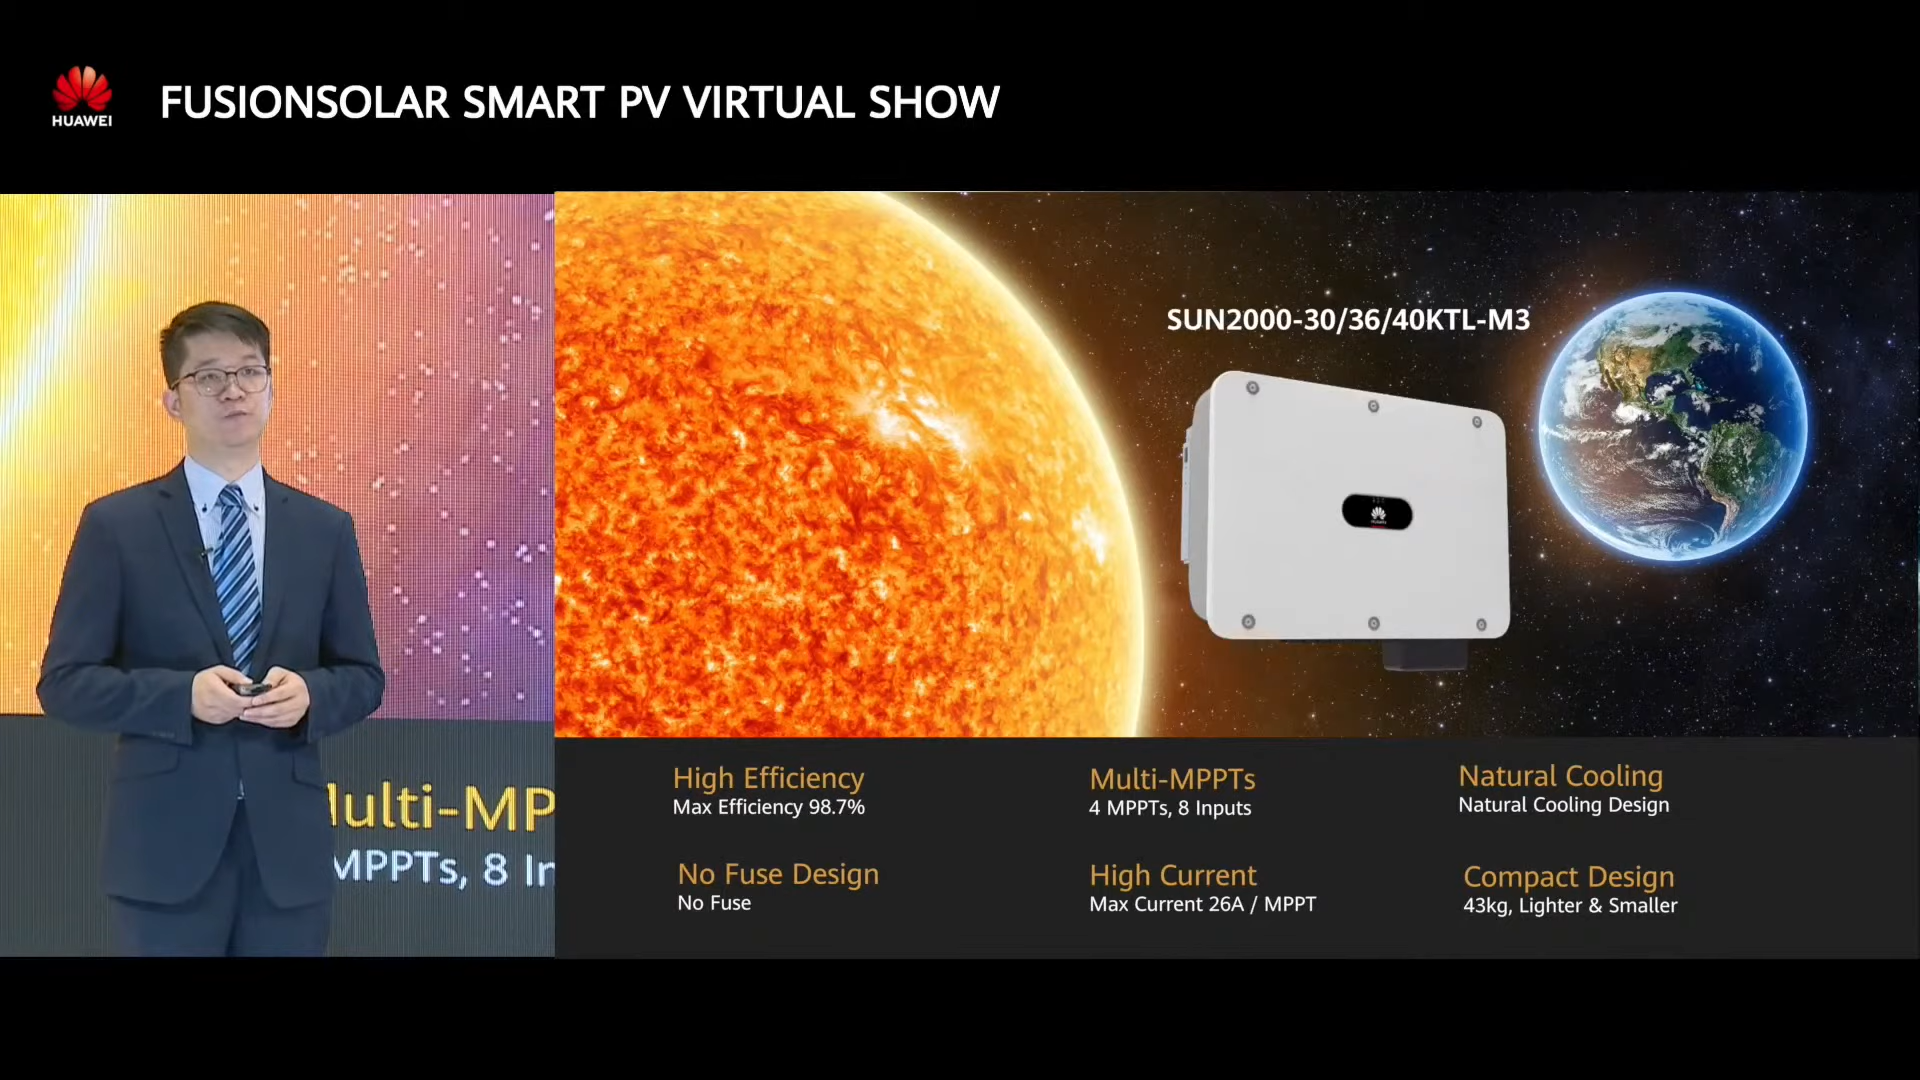 HUAWEI
FUSIONSOLAR SMART PV VIRTUAL SHOW
SUN2000-30/36/40KTL-M3
HUAWEI
High Efficiency
Max Efficiency 98.7%
Multi-MPPTs
4 MPPTs, 8 Inputs
Natural Cooling
Natural Cooling Design
No Fuse Design
No Fuse
High Current
Max Current 26A / MPPT
Compact Design
43kg, Lighter & Smaller
Multi-MP
MPPTs, 8 In